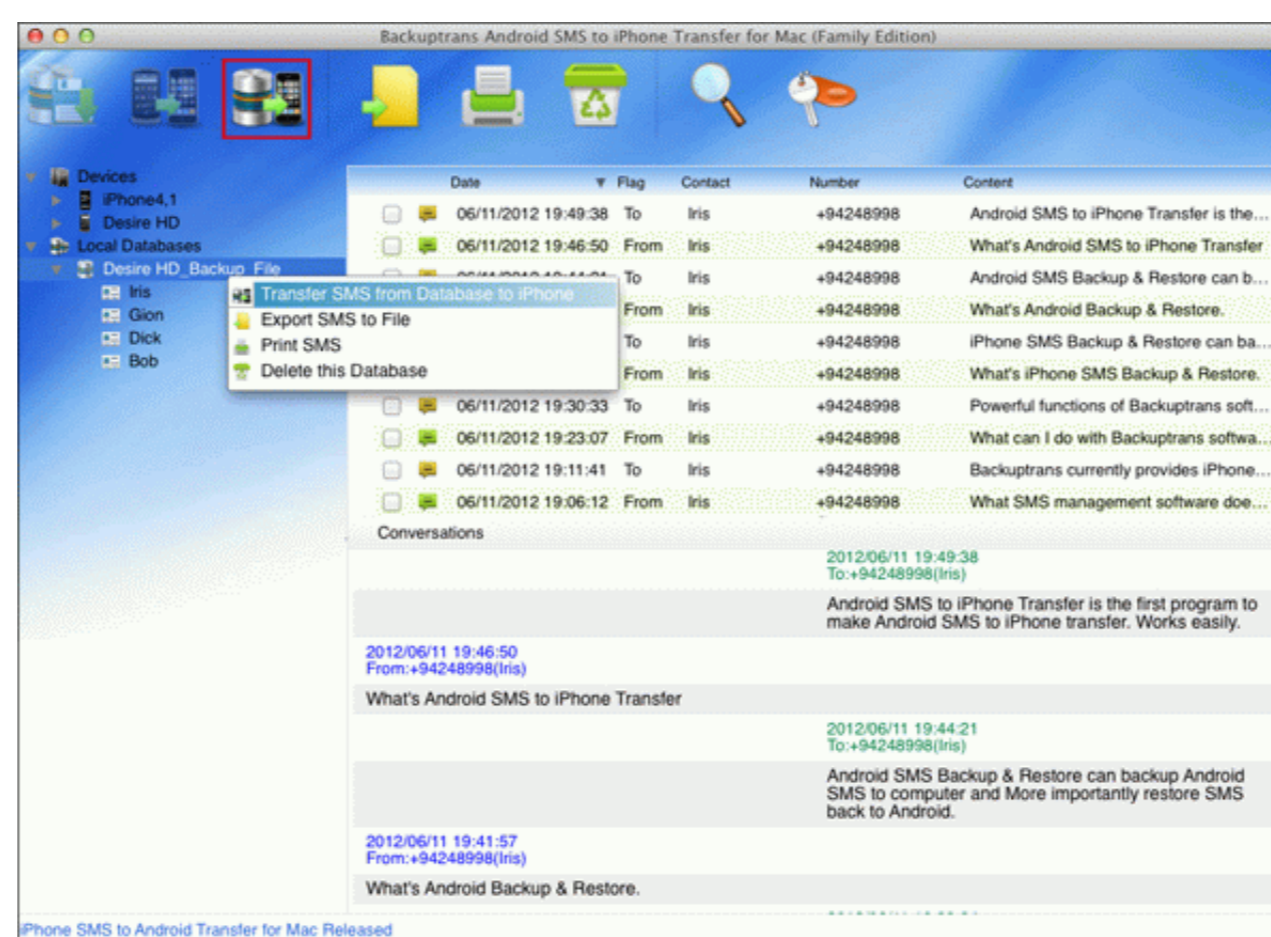 Backuptrans Android SMS to iPhone Transfer for Mac (Family Edition)
Devices
iPhone4,1
Desire HD
Local Databases
Desire HD_Backup_File
Iris
Gion
Dick
Bob
Transfer SMS from Database to iPhone
Export SMS to File
Print SMS
Delete this Database
Date Flag Contact Number Content
06/11/2012 19:49:38 To Iris +94248998 Android SMS to iPhone Transfer is the...
06/11/2012 19:46:50 From Iris +94248998 What's Android SMS to iPhone Transfer
To Iris +94248998 Android SMS Backup & Restore can b...
From Iris +94248998 What's Android Backup & Restore.
To Iris +94248998 iPhone SMS Backup & Restore can ba...
From Iris +94248998 What's iPhone SMS Backup & Restore.
06/11/2012 19:30:33 To Iris +94248998 Powerful functions of Backuptrans soft...
06/11/2012 19:23:07 From Iris +94248998 What can I do with Backuptrans softwa...
06/11/2012 19:11:41 To Iris +94248998 Backuptrans currently provides iPhone...
06/11/2012 19:06:12 From Iris +94248998 What SMS management software doe...
Conversations
2012/06/11 19:49:38
To:+94248998(Iris)
Android SMS to iPhone Transfer is the first program to
make Android SMS to iPhone transfer. Works easily.
2012/06/11 19:46:50
From:+94248998(Iris)
What's Android SMS to iPhone Transfer
2012/06/11 19:44:21
To:+94248998(Iris)
Android SMS Backup & Restore can backup Android
SMS to computer and More importantly restore SMS
back to Android.
2012/06/11 19:41:57
From:+94248998(Iris)
What's Android Backup & Restore.
iPhone SMS to Android Transfer for Mac Released